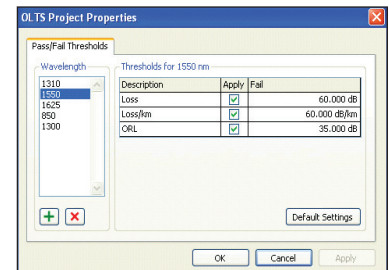 OLTS Project Properties
Pass/Fail Thresholds
Wavelength
1310
1550
1625
850
1300
Thresholds for 1550 nm
Description Apply Fail
Loss 60.000 dB
Loss/km 60.000 dB/km
ORL 35.000 dB
Default Settings
OK Cancel Apply